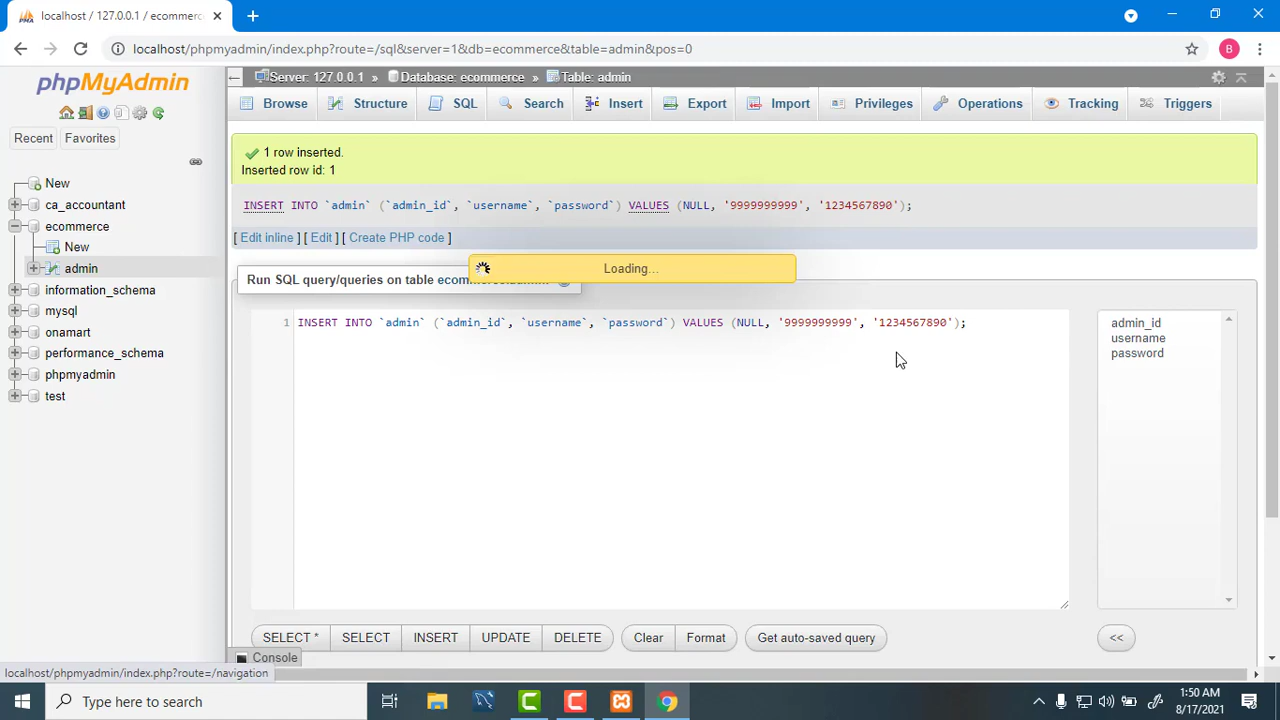 localhost / 127.0.0.1 / ecommerce
localhost/phpmyadmin/index.php?route=/sql&server=1&db=ecommerce&table=admin&pos=0
B
phpMyAdmin
Recent
Favorites
New
ca_accountant
ecommerce
New
admin
information_schema
mysql
onamart
performance_schema
phpmyadmin
test
Server: 127.0.0.1 » Database: ecommerce » Table: admin
Browse Structure SQL Search Insert Export Import Privileges Operations Tracking Triggers
1 row inserted.
Inserted row id: 1
INSERT INTO `admin` (`admin_id`, `username`, `password`) VALUES (NULL, '9999999999', '1234567890');
[ Edit inline ] [ Edit ] [ Create PHP code ]
Loading...
Run SQL query/queries on table
1 INSERT INTO `admin` (`admin_id`, `username`, `password`) VALUES (NULL, '9999999999', '1234567890');
admin_id
username
password
SELECT * SELECT INSERT UPDATE DELETE Clear Format Get auto-saved query <<
Console
localhost/phpmyadmin/index.php?route=/navigation
Type here to search
1:50 AM
8/17/2021